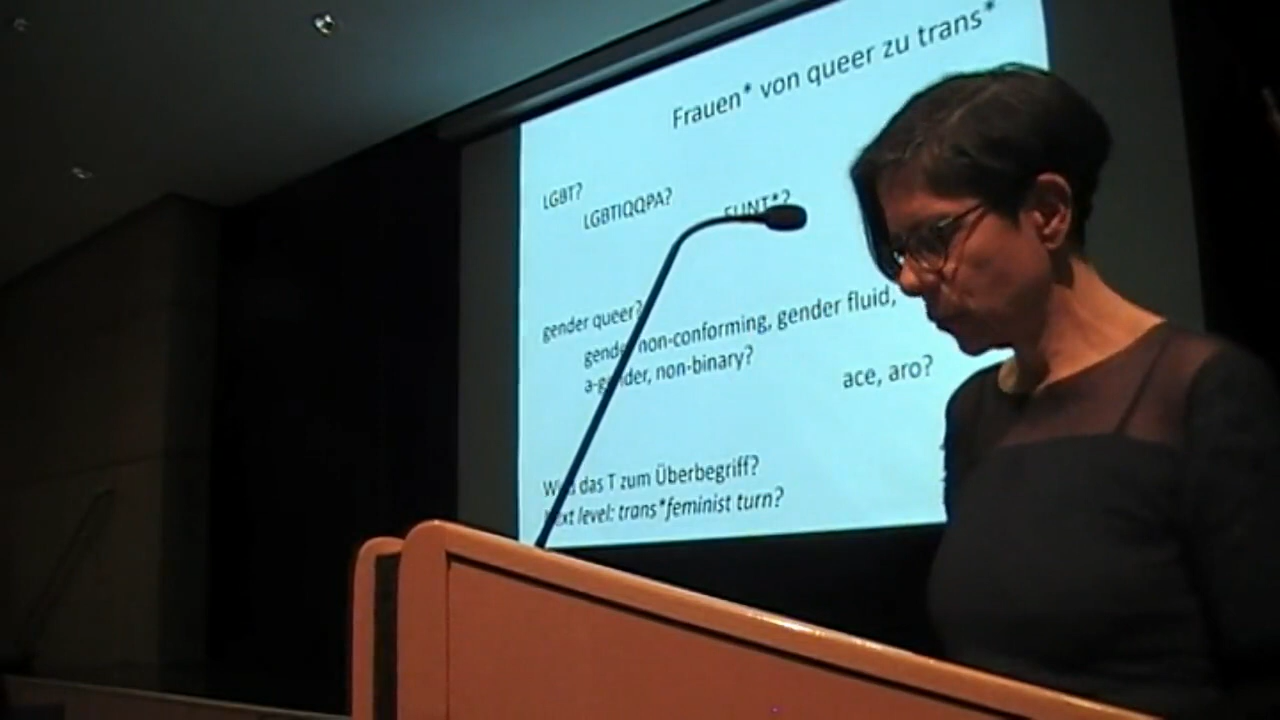 Frauen* von queer zu trans*
LGBT?
LGBTIQQPA?
FLINT*?
gender queer?
gender non-conforming, gender fluid,
a-gender, non-binary?
ace, aro?
Wird das T zum Überbegriff?
next level: trans*feminist turn?